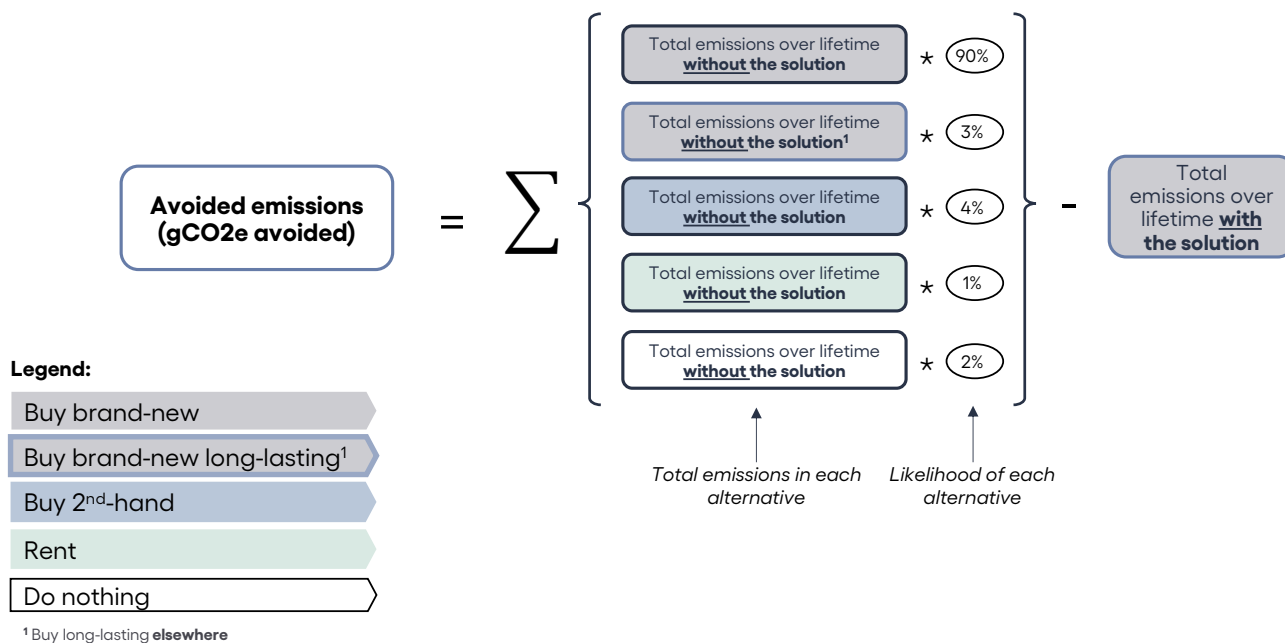 Avoided emissions
(gCO2e avoided)
=
∑
Total emissions over lifetime
without the solution
* 90%
Total emissions over lifetime
without the solution¹
* 3%
Total emissions over lifetime
without the solution
* 4%
Total emissions over lifetime
without the solution
* 1%
Total emissions over lifetime
without the solution
* 2%
-
Total
emissions over
lifetime with
the solution
Total emissions in each
alternative
Likelihood of each
alternative
Legend:
Buy brand-new
Buy brand-new long-lasting¹
Buy 2nd-hand
Rent
Do nothing
¹ Buy long-lasting elsewhere